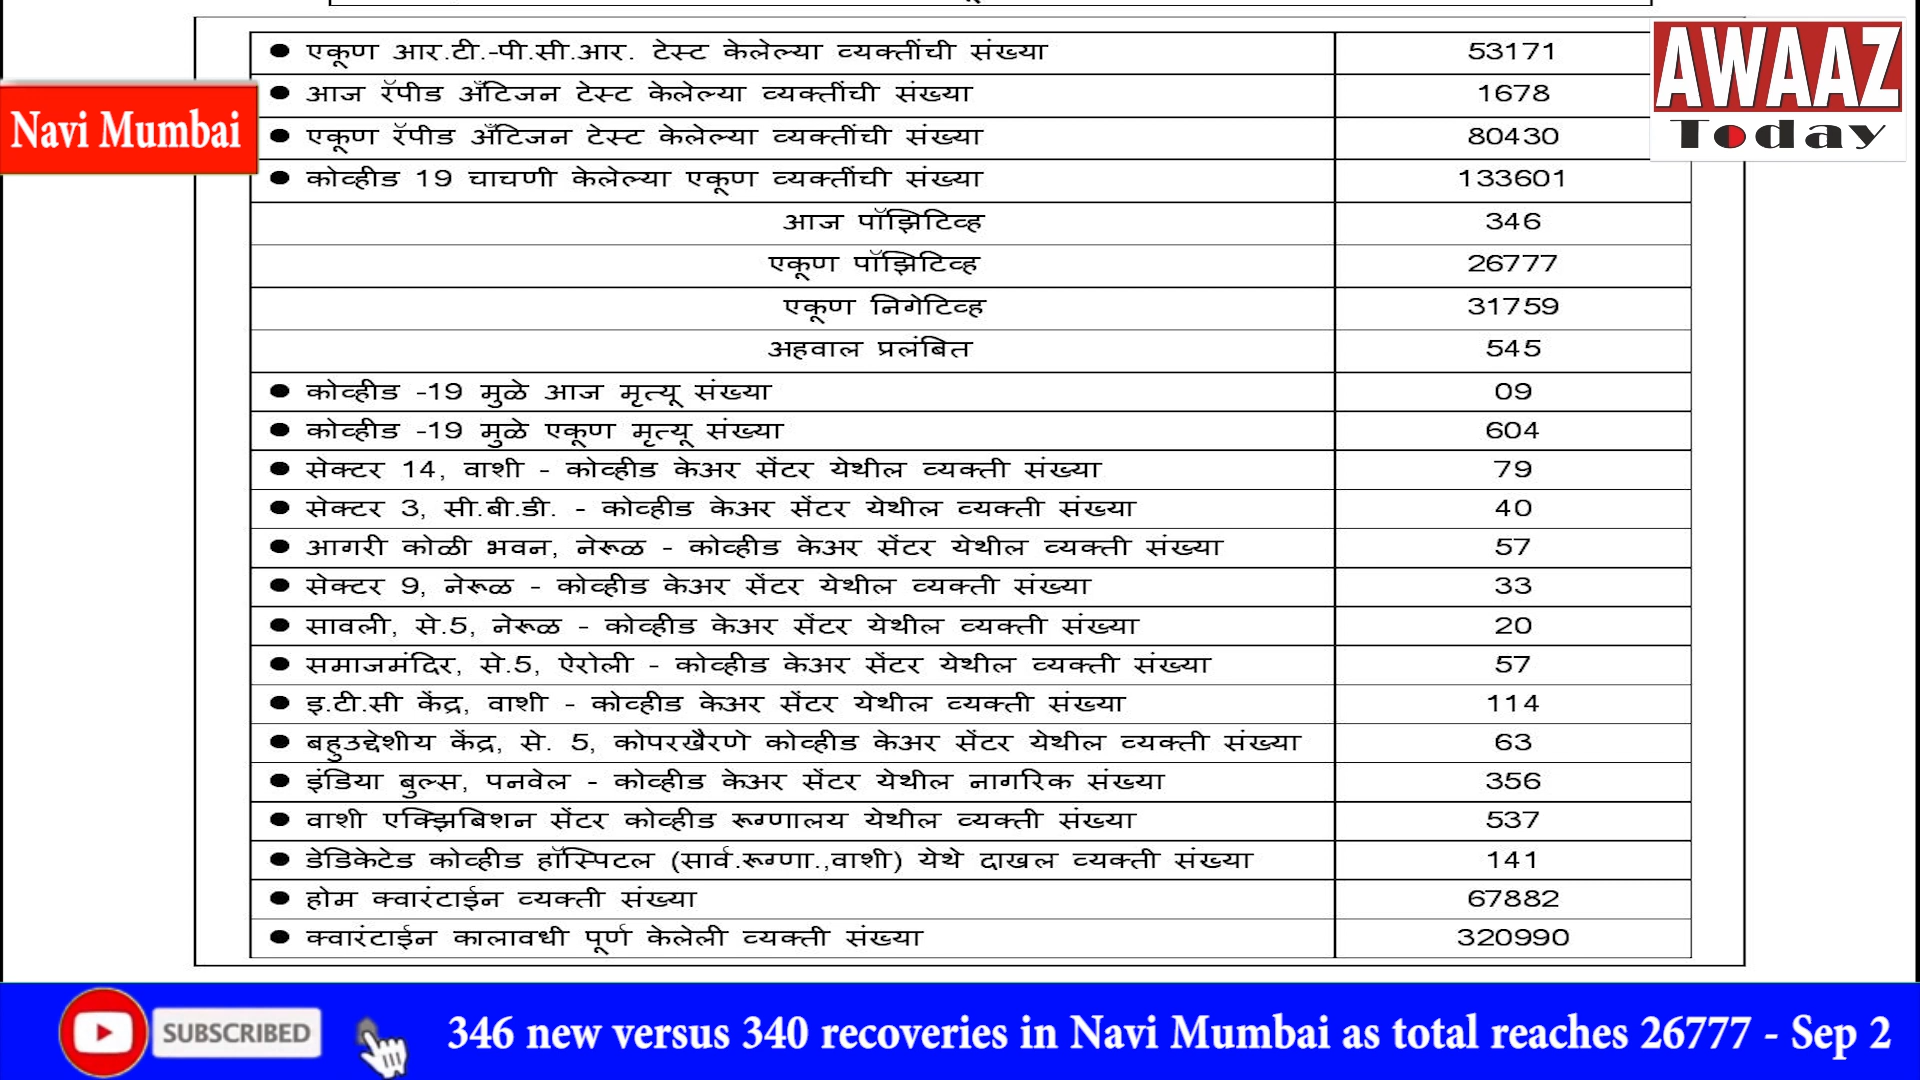 ● एकूण आर.टी.-पी.सी.आर. टेस्ट केलेल्या व्यक्तींची संख्या 53171
● आज रॅपीड अँटिजन टेस्ट केलेल्या व्यक्तींची संख्या 1678
● एकूण रॅपीड अँटिजन टेस्ट केलेल्या व्यक्तींची संख्या 80430
● कोव्हीड 19 चाचणी केलेल्या एकूण व्यक्तींची संख्या 133601
आज पॉझिटिव्ह 346
एकूण पॉझिटिव्ह 26777
एकूण निगेटिव्ह 31759
अहवाल प्रलंबित 545
● कोव्हीड -19 मुळे आज मृत्यू संख्या 09
● कोव्हीड -19 मुळे एकूण मृत्यू संख्या 604
● सेक्टर 14, वाशी - कोव्हीड केअर सेंटर येथील व्यक्ती संख्या 79
● सेक्टर 3, सी.बी.डी. - कोव्हीड केअर सेंटर येथील व्यक्ती संख्या 40
● आगरी कोळी भवन, नेरूळ - कोव्हीड केअर सेंटर येथील व्यक्ती संख्या 57
● सेक्टर 9, नेरूळ - कोव्हीड केअर सेंटर येथील व्यक्ती संख्या 33
● सावली, से.5, नेरूळ - कोव्हीड केअर सेंटर येथील व्यक्ती संख्या 20
● समाजमंदिर, से.5, ऐरोली - कोव्हीड केअर सेंटर येथील व्यक्ती संख्या 57
● इ.टी.सी केंद्र, वाशी - कोव्हीड केअर सेंटर येथील व्यक्ती संख्या 114
● बहुउद्देशीय केंद्र, से. 5, कोपरखैरणे कोव्हीड केअर सेंटर येथील व्यक्ती संख्या 63
● इंडिया बुल्स, पनवेल - कोव्हीड केअर सेंटर येथील नागरिक संख्या 356
● वाशी एक्झिबिशन सेंटर कोव्हीड रूग्णालय येथील व्यक्ती संख्या 537
● डेडिकेटेड कोव्हीड हॉस्पिटल (सार्व.रूग्णा.,वाशी) येथे दाखल व्यक्ती संख्या 141
● होम क्वारंटाईन व्यक्ती संख्या 67882
● क्वारंटाईन कालावधी पूर्ण केलेली व्यक्ती संख्या 320990
Navi Mumbai
AWAAZ
Today
SUBSCRIBED
346 new versus 340 recoveries in Navi Mumbai as total reaches 26777 - Sep 2